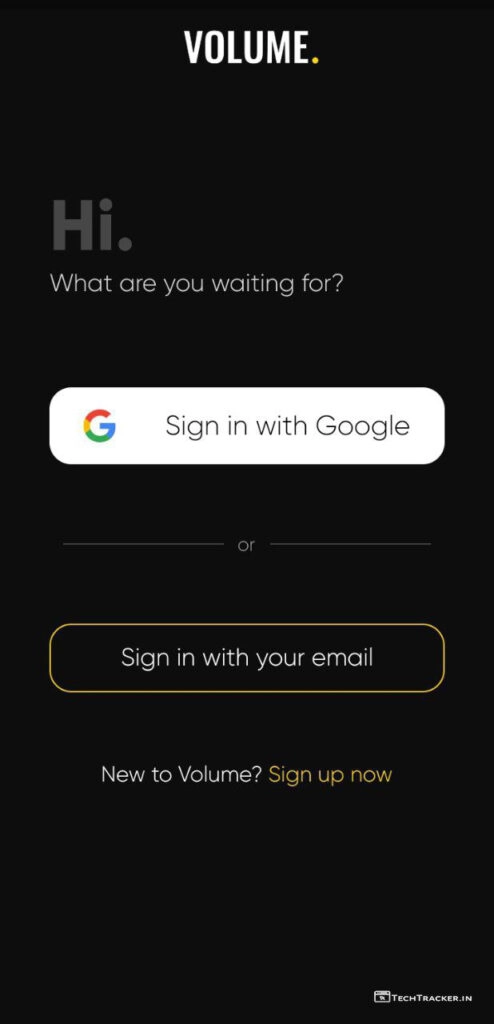 VOLUME.
Hi.
What are you waiting for?
Sign in with Google
or
Sign in with your email
New to Volume? Sign up now
TECHTRACKER.IN